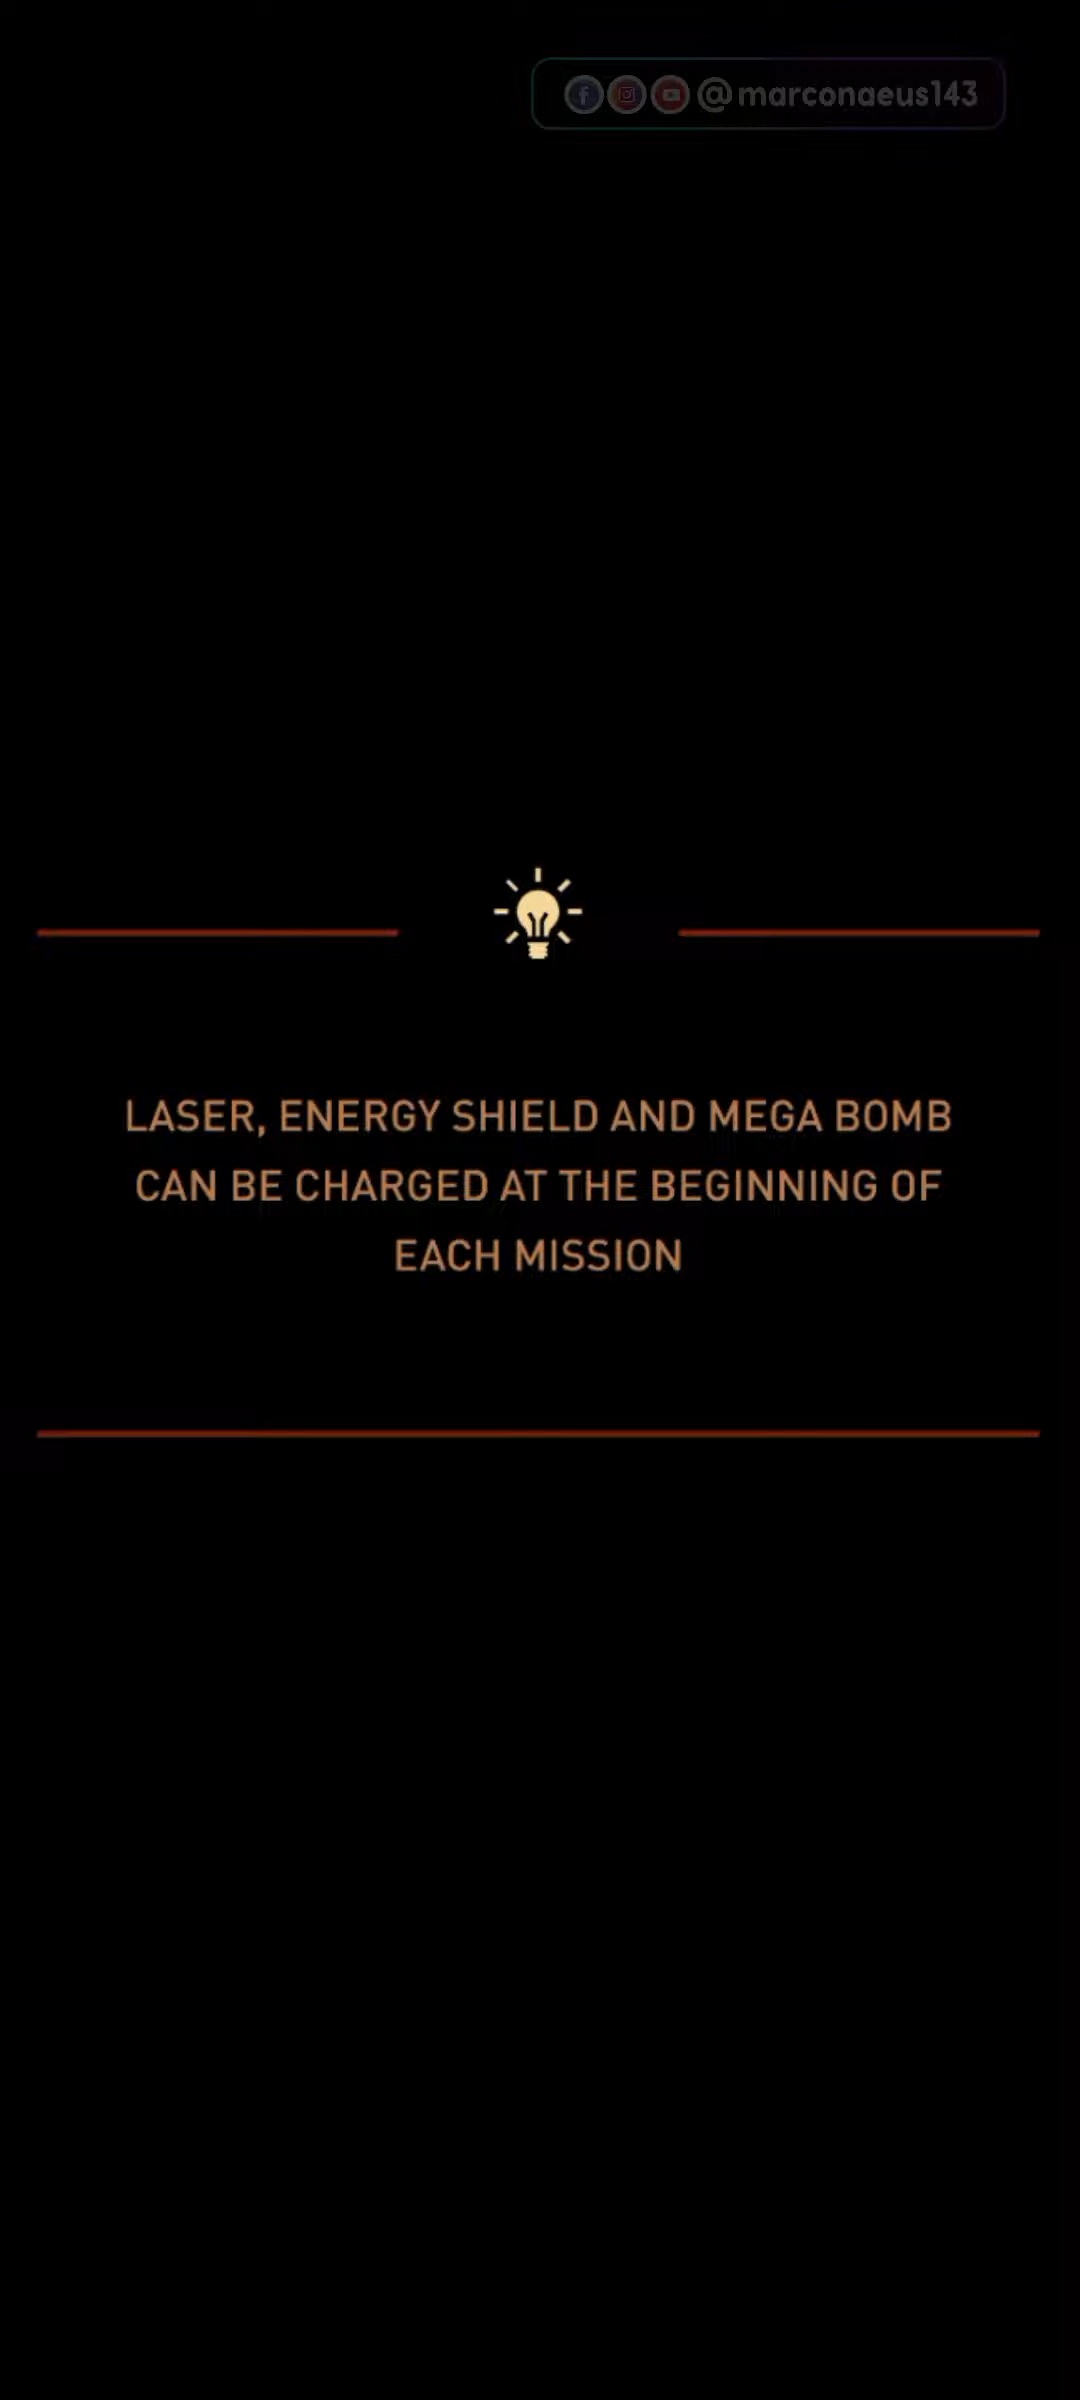 @marconaeus143
LASER, ENERGY SHIELD AND MEGA BOMB
CAN BE CHARGED AT THE BEGINNING OF
EACH MISSION